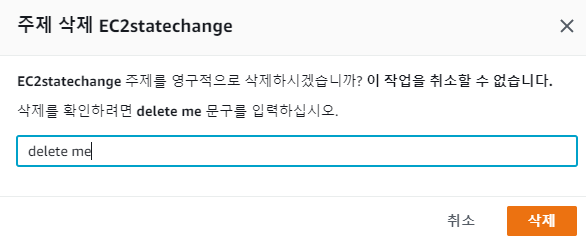 주제 삭제 EC2statechange
EC2statechange 주제를 영구적으로 삭제하시겠습니까? 이 작업을 취소할 수 없습니다.
삭제를 확인하려면 delete me 문구를 입력하십시오.
delete me
취소
삭제